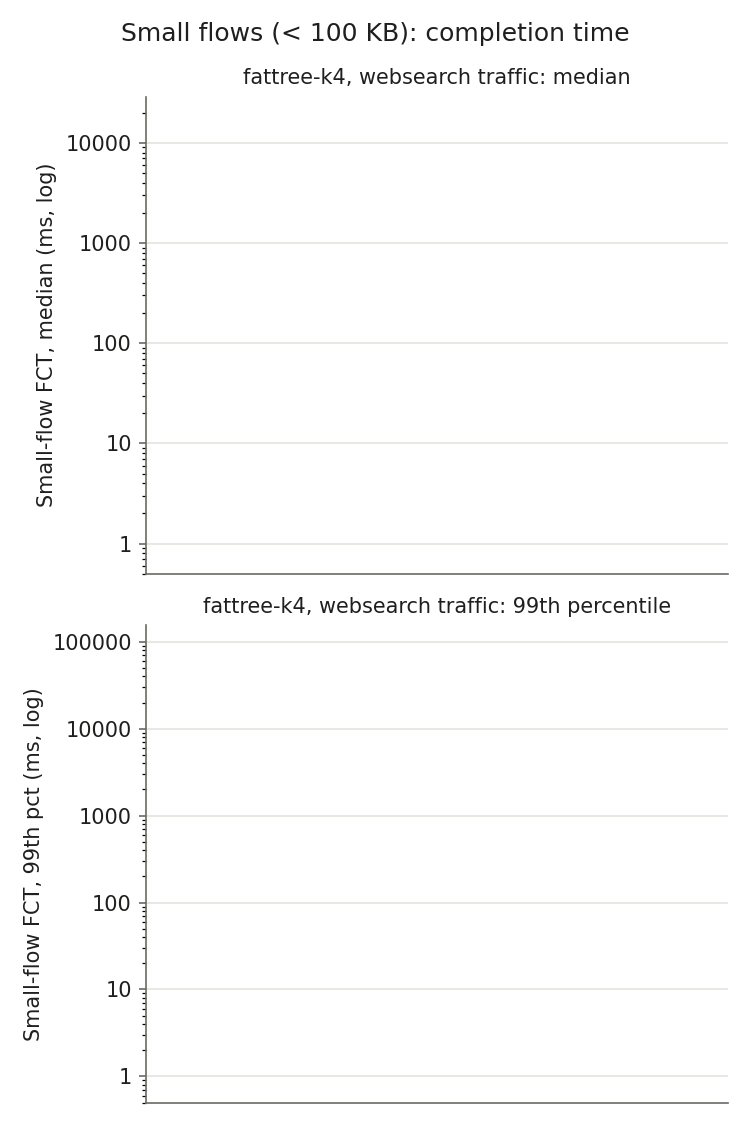 Small flows (< 100 KB): completion time
fattree-k4, websearch traffic: median
Small-flow FCT, median (ms, log)
10000
1000
100
10
1
fattree-k4, websearch traffic: 99th percentile
Small-flow FCT, 99th pct (ms, log)
100000
10000
1000
100
10
1